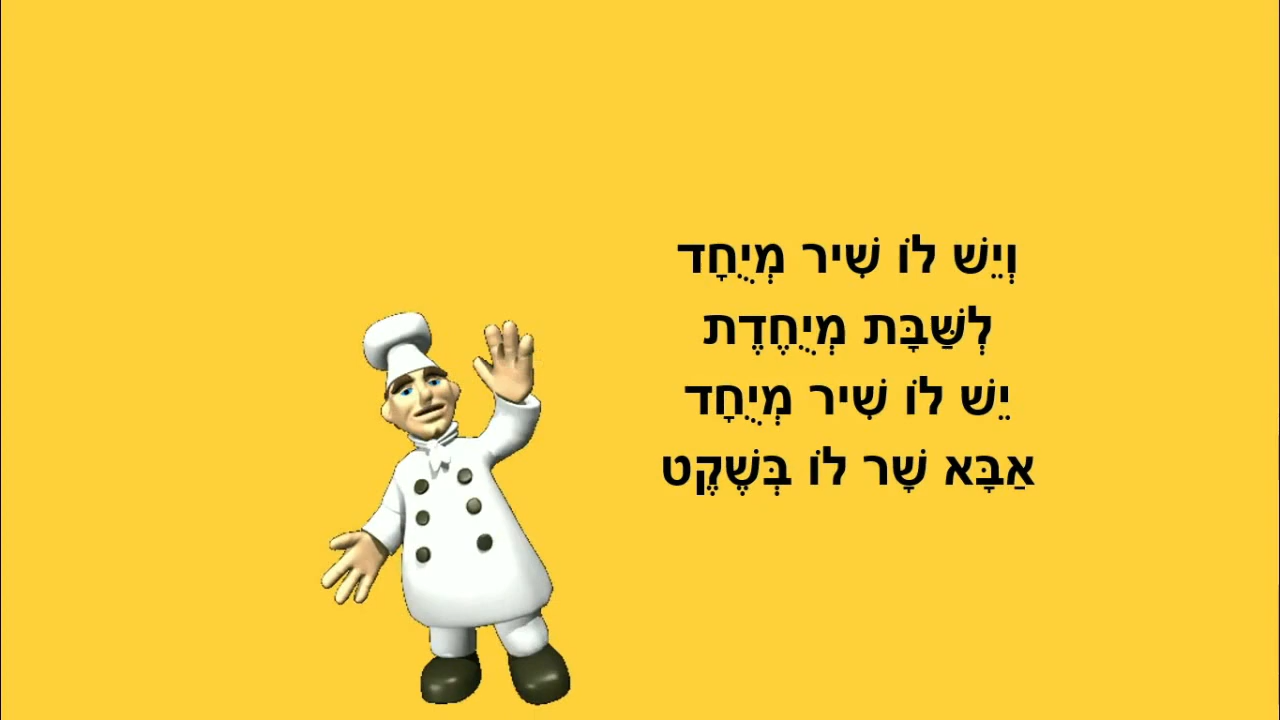 וְיֵשׁ לוֹ שִׁיר מְיֻחָד
לְשַׁבָּת מְיֻחֶדֶת
יֵשׁ לוֹ שִׁיר מְיֻחָד
אַבָּא שָׁר לוֹ בְּשֶׁקֶט